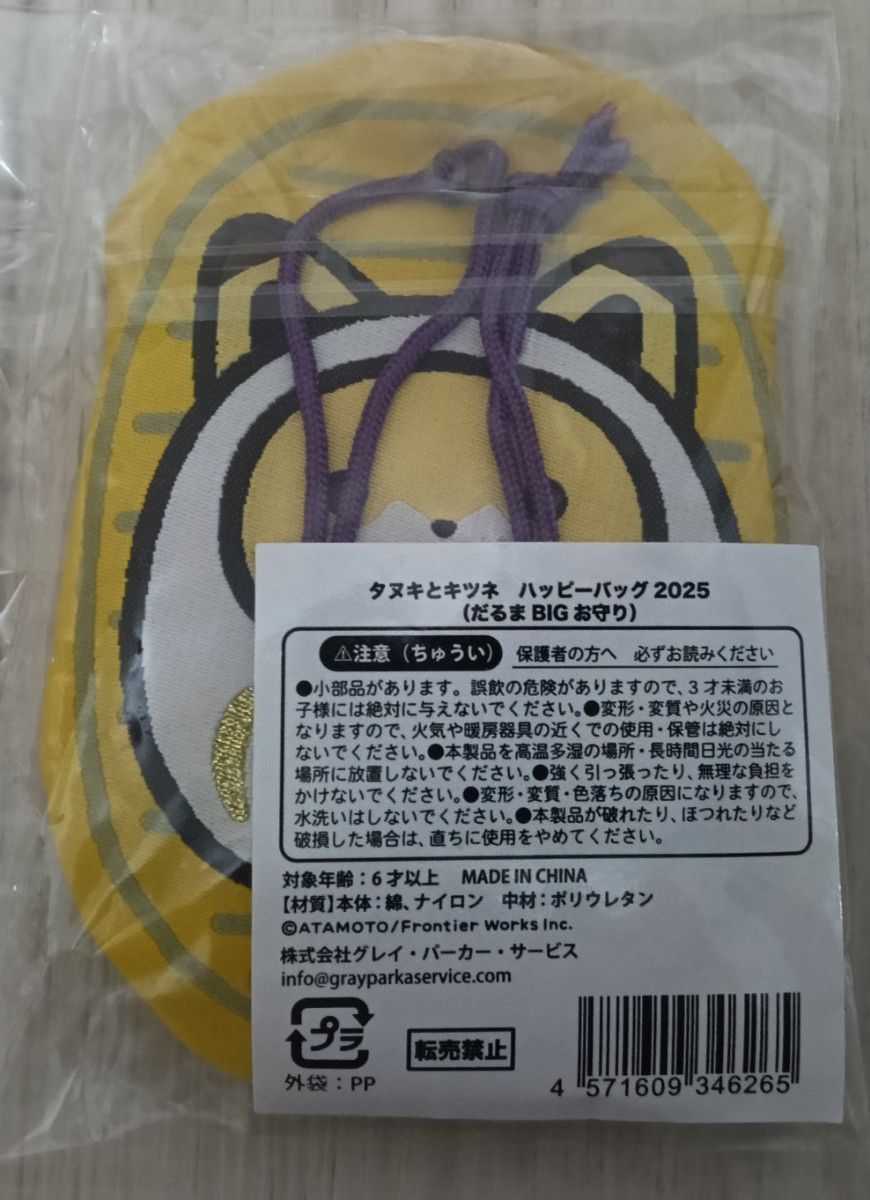 タヌキとキツネ　ハッピーバッグ 2025
（だるま BIG お守り）
⚠注意（ちゅうい）　保護者の方へ　必ずお読みください
●小部品があります。誤飲の危険がありますので、3才未満のお
子様には絶対に与えないでください。●変形・変質や火災の原因と
なりますので、火気や暖房器具の近くでの使用・保管は絶対にし
ないでください。●本製品を高温多湿の場所・長時間日光の当たる
場所に放置しないでください。●強く引っ張ったり、無理な負担を
かけないでください。●変形・変質・色落ちの原因になりますので、
水洗いはしないでください。●本製品が破れたり、ほつれたりなど
破損した場合は、直ちに使用をやめてください。
対象年齢：6才以上　MADE IN CHINA
【材質】本体：綿、ナイロン　中材：ポリウレタン
©ATAMOTO/Frontier Works Inc.
株式会社グレイ・パーカー・サービス
info@grayparkaservice.com
プラ
転売禁止
外袋：PP
4 571609 346265